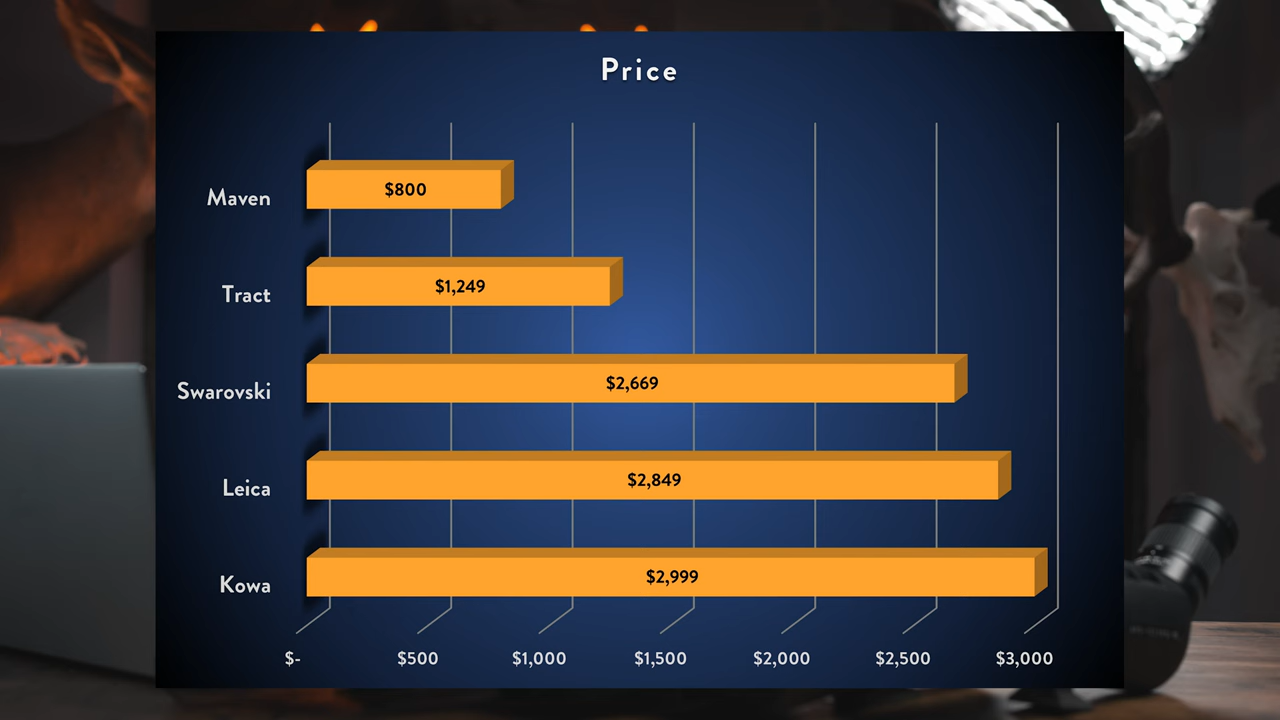 Price
Maven
$800
Tract
$1,249
Swarovski
$2,669
Leica
$2,849
Kowa
$2,999
$-
$500
$1,000
$1,500
$2,000
$2,500
$3,000